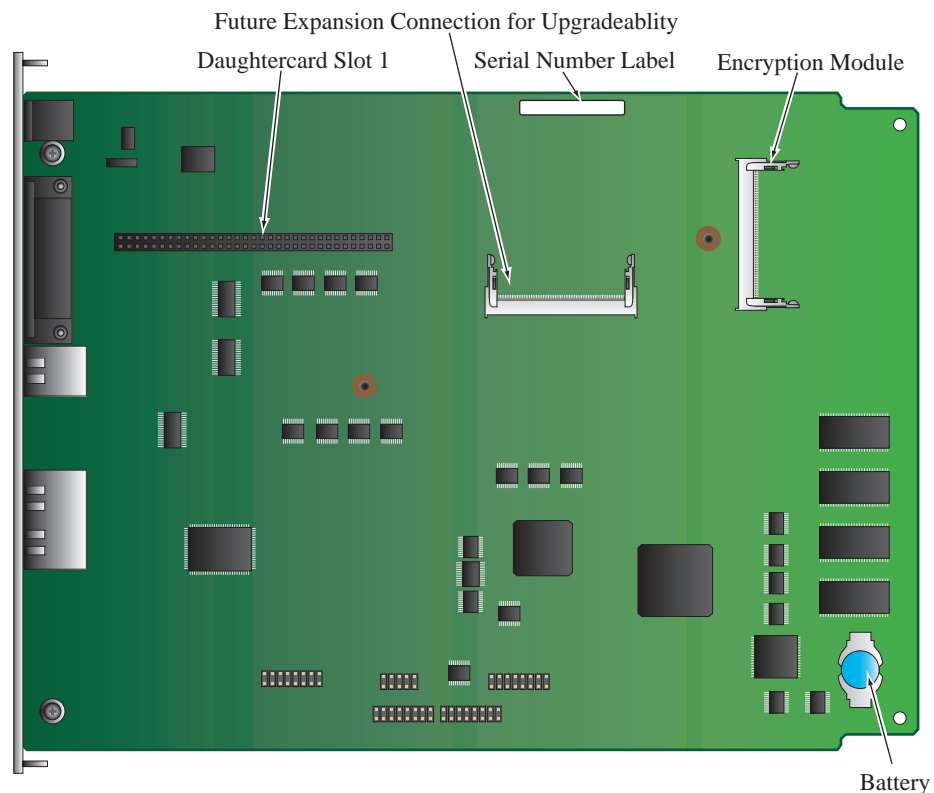 Future Expansion Connection for Upgradeablity
Daughtercard Slot 1
Serial Number Label
Encryption Module
Battery